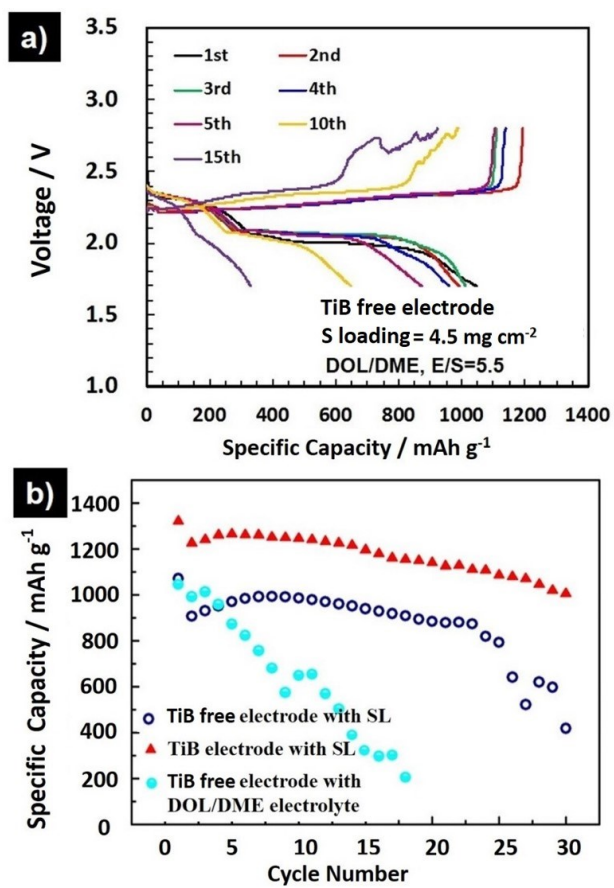 a)
3.5
3.0
2.5
2.0
1.5
1.0
Voltage / V
1st 2nd
3rd 4th
5th 10th
15th
TiB free electrode
S loading = 4.5 mg cm⁻²
DOL/DME, E/S=5.5
0 200 400 600 800 1000 1200 1400
Specific Capacity / mAh g⁻¹
b)
1400
1200
1000
800
600
400
200
0
Specific Capacity / mAh g⁻¹
TiB free electrode with SL
TiB electrode with SL
TiB free electrode with
DOL/DME electrolyte
0 5 10 15 20 25 30
Cycle Number